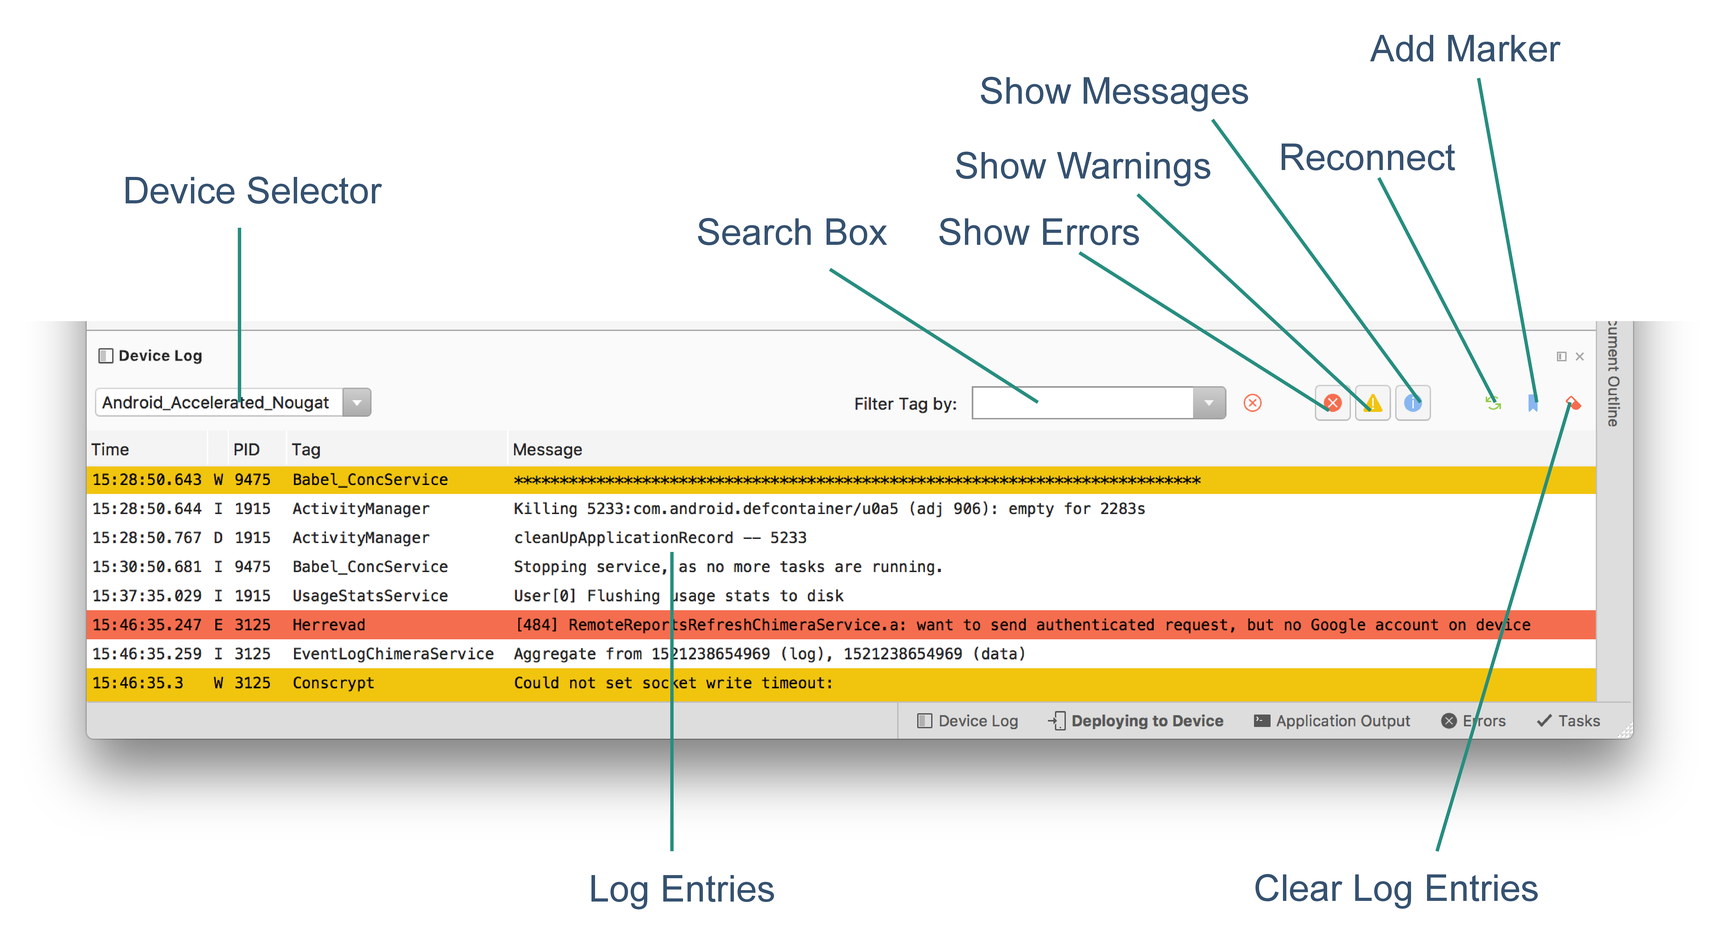 Add Marker
Show Messages
Show Warnings
Reconnect
Device Selector
Search Box
Show Errors
Device Log
Android_Accelerated_Nougat
Filter Tag by:
cument Outline
Time PID Tag Message
15:28:50.643 W 9475 Babel_ConcService ***************************************************************************
15:28:50.644 I 1915 ActivityManager Killing 5233:com.android.defcontainer/u0a5 (adj 906): empty for 2283s
15:28:50.767 D 1915 ActivityManager cleanUpApplicationRecord -- 5233
15:30:50.681 I 9475 Babel_ConcService Stopping service, as no more tasks are running.
15:37:35.029 I 1915 UsageStatsService User[0] Flushing usage stats to disk
15:46:35.247 E 3125 Herrevad [484] RemoteReportsRefreshChimeraService.a: want to send authenticated request, but no Google account on device
15:46:35.259 I 3125 EventLogChimeraService Aggregate from 1521238654969 (log), 1521238654969 (data)
15:46:35.3 W 3125 Conscrypt Could not set socket write timeout:
Device Log Deploying to Device Application Output Errors Tasks
Log Entries
Clear Log Entries